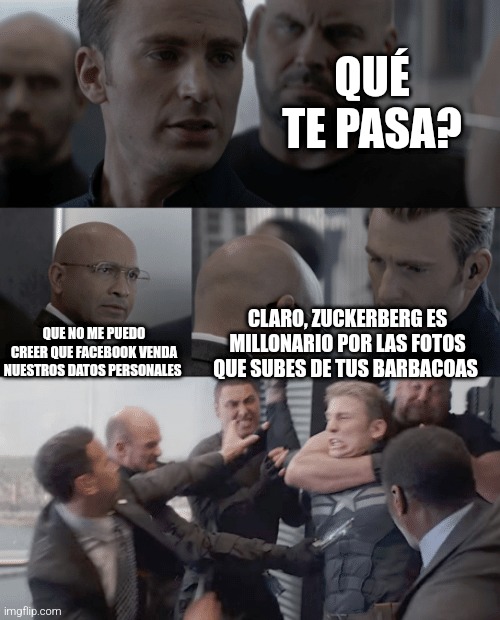 QUÉ
TE PASA?
QUE NO ME PUEDO
CREER QUE FACEBOOK VENDA
NUESTROS DATOS PERSONALES
CLARO, ZUCKERBERG ES
MILLONARIO POR LAS FOTOS
QUE SUBES DE TUS BARBACOAS
imgflip.com